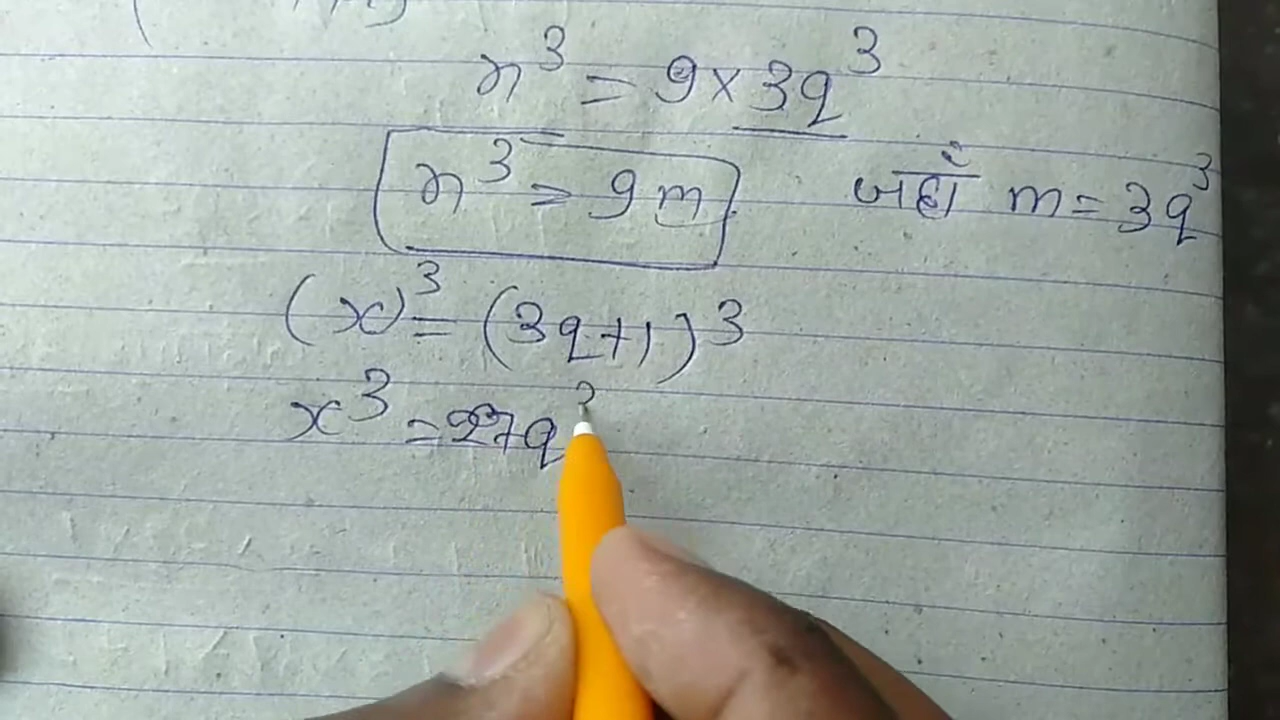 x³ = 9 × 3q³
x³ = 9m जहाँ m = 3q³
(x)³ = (3q+1)³
x³ = 27q³